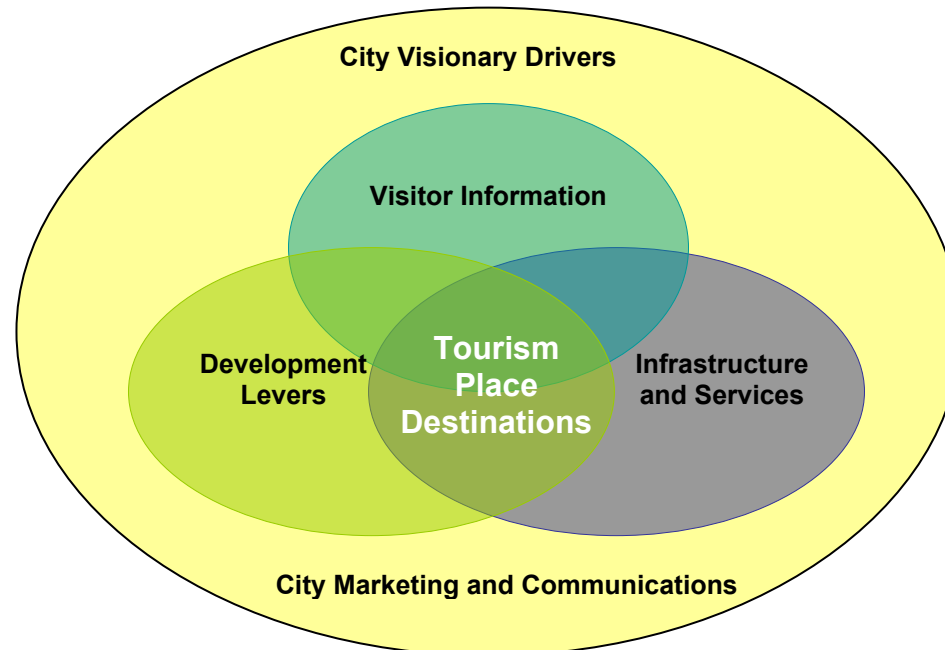 City Visionary Drivers
Visitor Information
Development
Levers
Tourism
Place
Destinations
Infrastructure
and Services
City Marketing and Communications